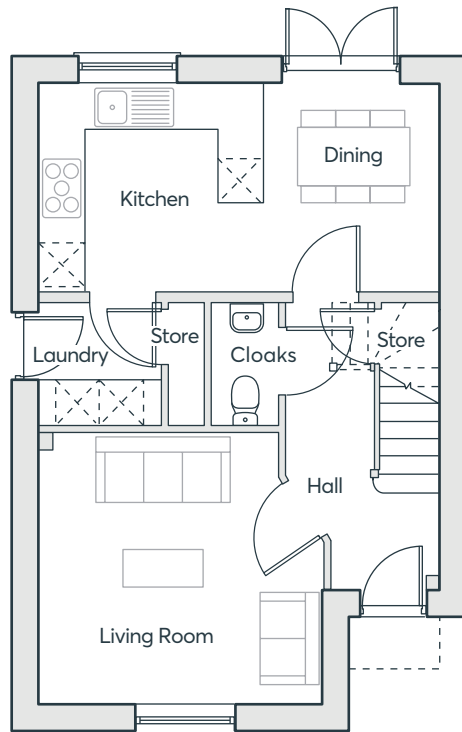 Dining
Kitchen
Laundry
Store
Cloaks
Store
Hall
Living Room